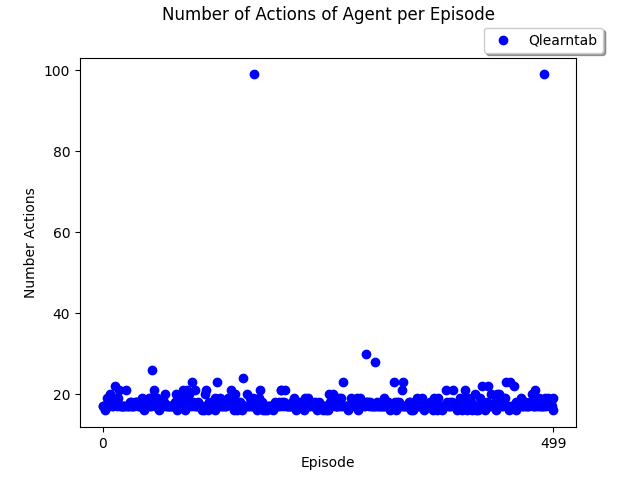 Number of Actions of Agent per Episode
Qlearntab
100
80
60
40
20
Number Actions
0
499
Episode